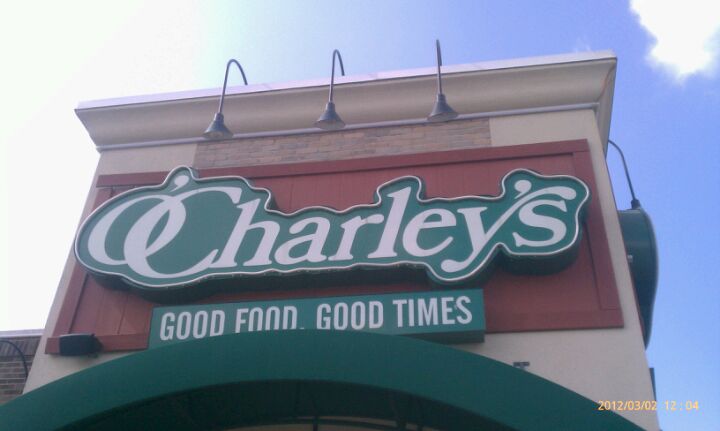 O'Charley's
GOOD FOOD. GOOD TIMES
2012/03/02 12:04